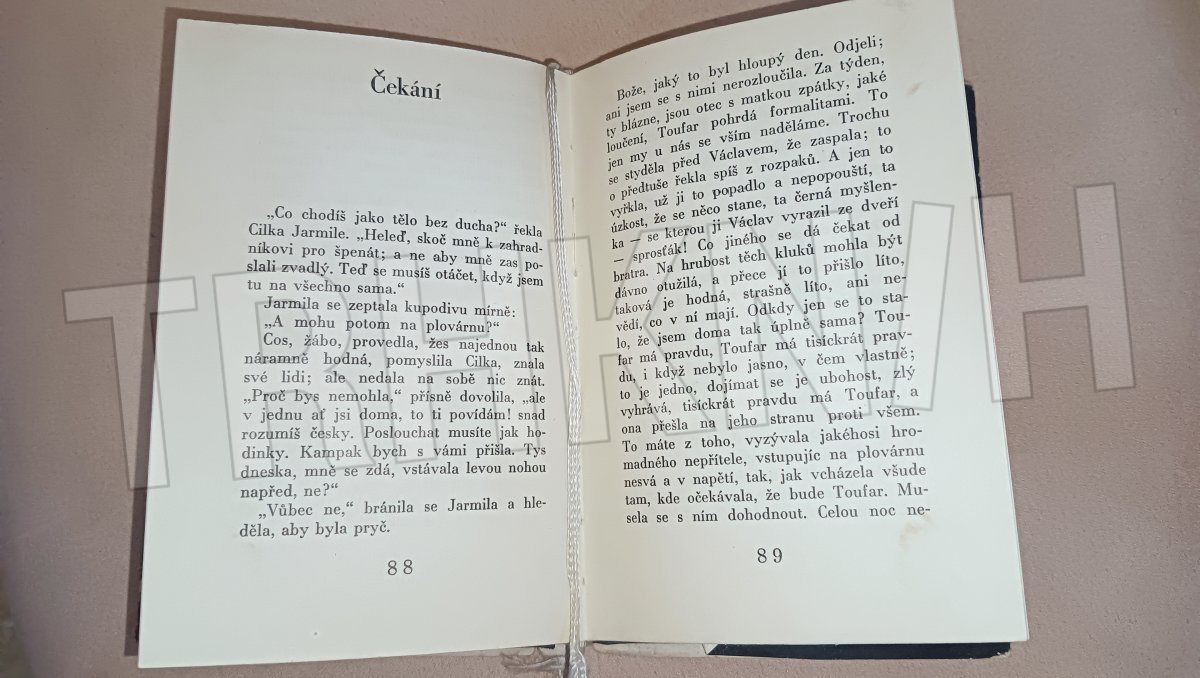 Čekání
„Co chodíš jako tělo bez ducha?“ řekla
Cilka Jarmile. „Heleď, skoč mně k zahrad-
níkovi pro špenát; a ne aby mně zas po-
slali zvadlý. Teď se musíš otáčet, když jsem
tu na všechno sama.“
Jarmila se zeptala kupodivu mírně:
„A mohu potom na plovárnu?“
Cos, žábo, provedla, žes najednou tak
náramně hodná, pomyslila Cilka, znala
své lidi; ale nedala na sobě nic znát.
„Proč bys nemohla,“ přísně dovolila, „ale
v jednu ať jsi doma, to ti povídám! snad
rozumíš česky. Poslouchat musíte jak ho-
dinky. Kampak bych s vámi přišla. Tys
dneska, mně se zdá, vstávala levou nohou
napřed, ne?“
„Vůbec ne,“ bránila se Jarmila a hle-
děla, aby byla pryč.
88
Bože, jaký to byl hloupý den. Odjeli;
ani jsem se s nimi nerozloučila. Za týden,
ty blázne, jsou otec s matkou zpátky, jaké
loučení, Toufar pohrdá formalitami. To
jen my u nás se vším naděláme. Trochu
se styděla před Václavem, že zaspala; to
o předtuše řekla spíš z rozpaků. A jen to
vyřkla, už ji to popadlo a nepopouští, ta
úzkost, že se něco stane, ta černá myšlen-
ka — se kterou ji Václav vyrazil ze dveří
— sprosťák! Co jiného se dá čekat od
bratra. Na hrubost těch kluků mohla být
dávno otužilá, a přece jí to přišlo líto,
taková je hodná, strašně líto, ani ne-
vědí, co v ní mají. Odkdy jen se to sta-
lo, že jsem doma tak úplně sama? Tou-
far má pravdu, Toufar má tisíckrát prav-
du, i když nebylo jasno, v čem vlastně;
to je jedno, dojímat se je ubohost, zlý
vyhrává, tisíckrát pravdu má Toufar, a
ona přešla na jeho stranu proti všem.
To máte z toho, vyzývala jakéhosi hro-
madného nepřítele, vstupujíc na plovárnu
nesvá a v napětí, tak, jak vcházela všude
tam, kde očekávala, že bude Toufar. Mu-
sela se s ním dohodnout. Celou noc ne-
89
TRHKNIH